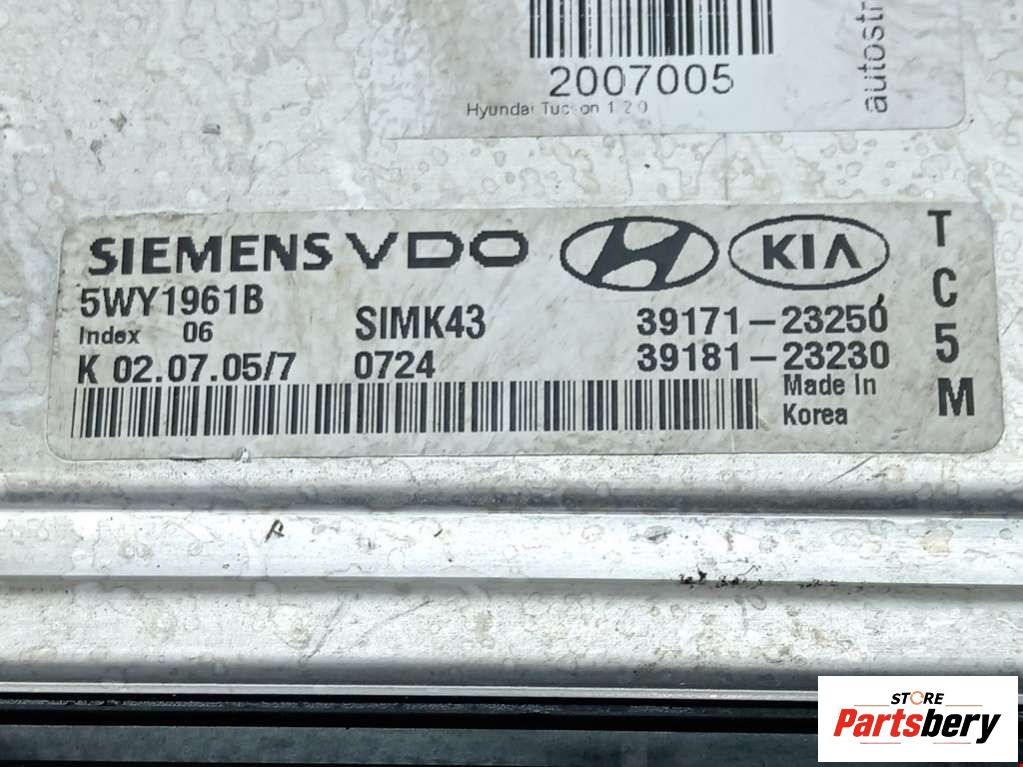 2007005
Hyundai Tucson 1 2.0
autostr
SIEMENS VDO
KIA
5WY1961B
Index 06
SIMK43
39171-23250
K 02.07.05/7
0724
39181-23230
Made In
Korea
TC5M
STORE
Partsbery